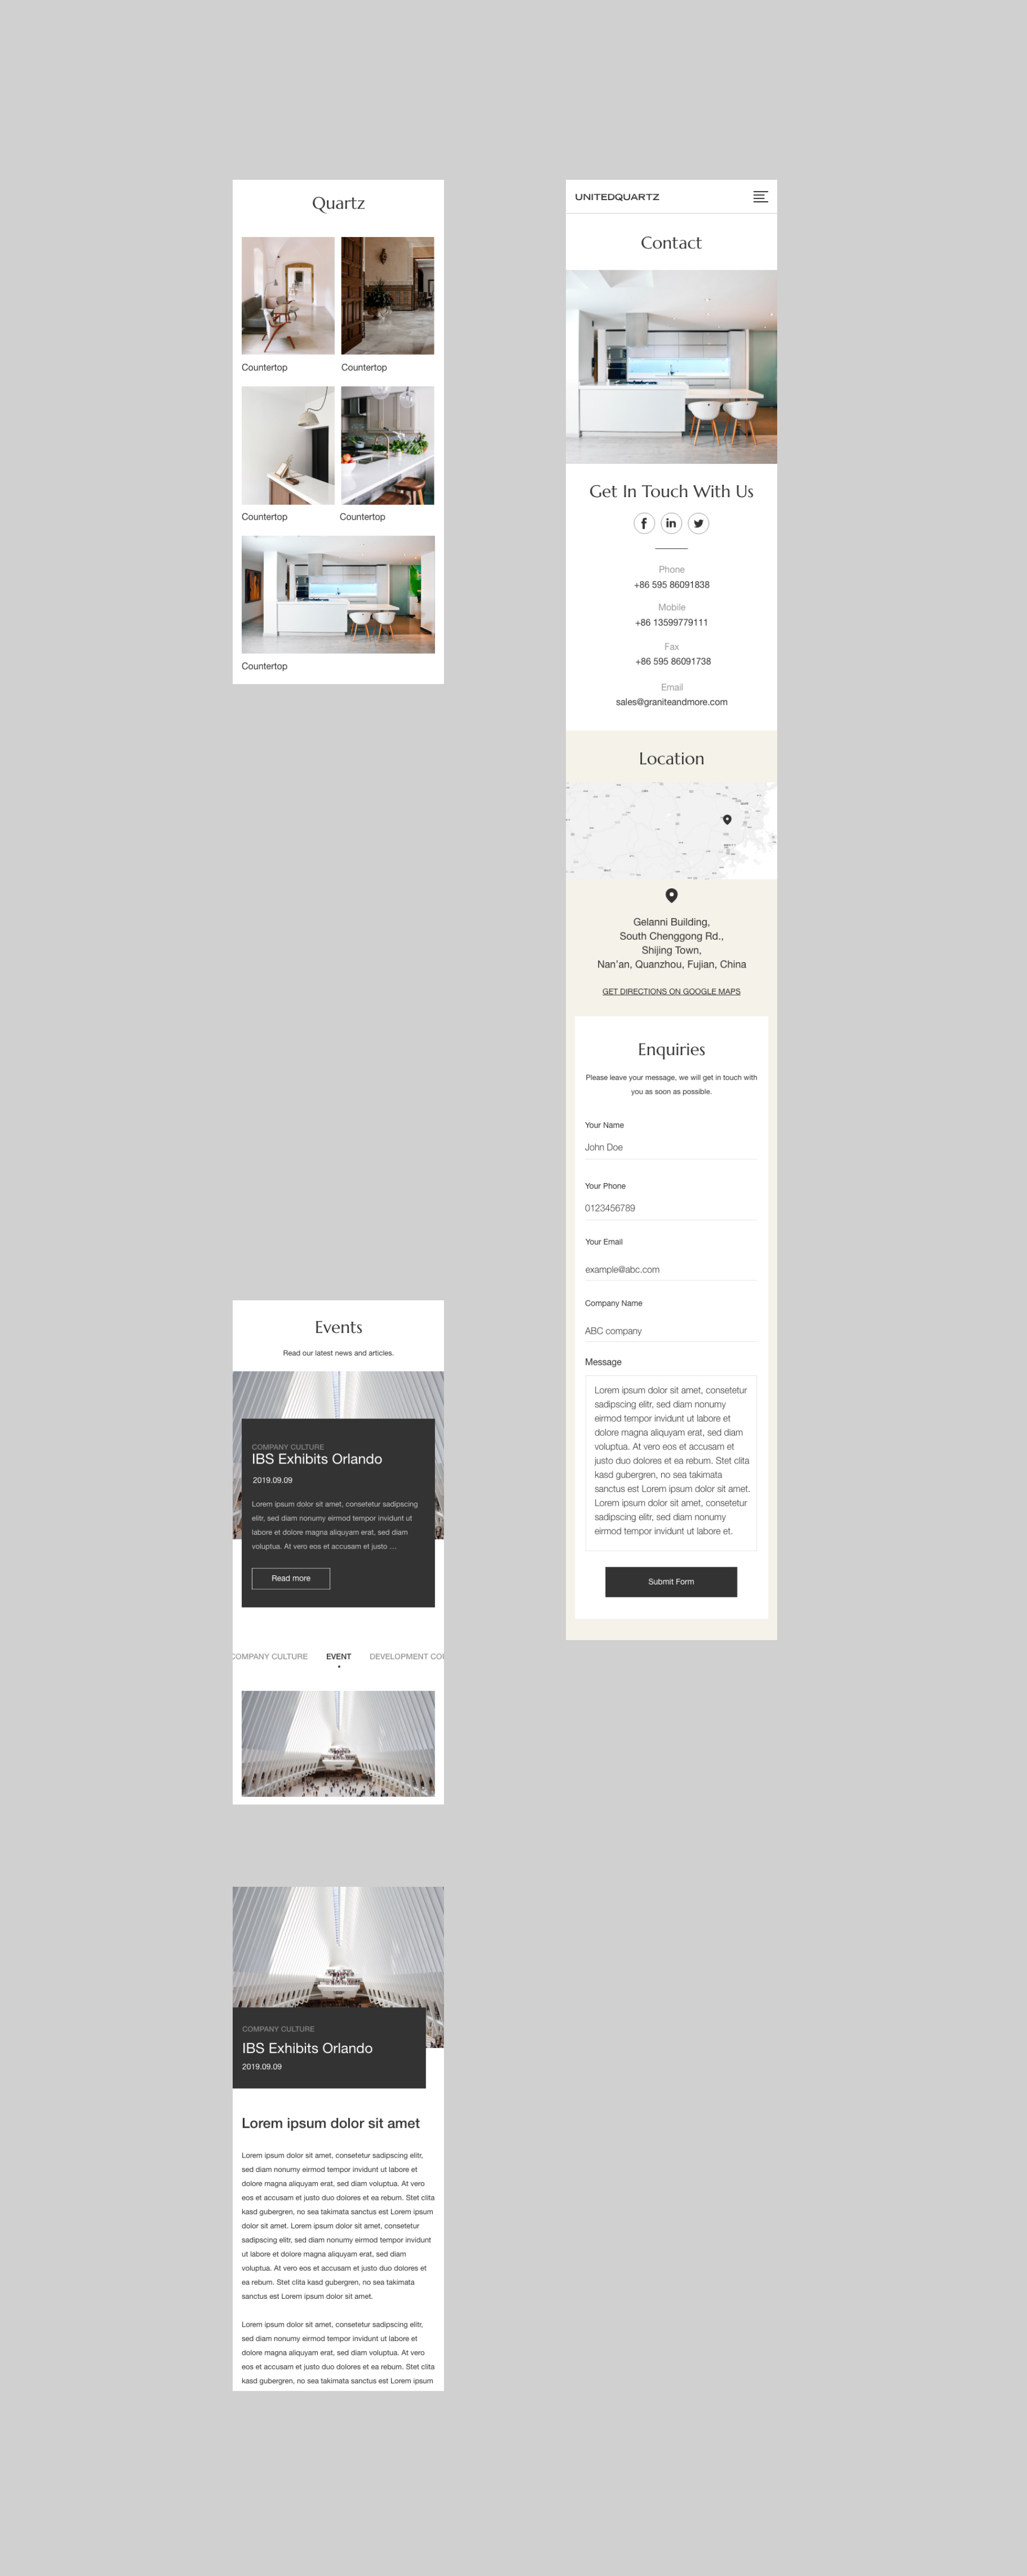 Quartz
Countertop
Countertop
Countertop
Countertop
Countertop
Events
Read our latest news and articles.
COMPANY CULTURE
IBS Exhibits Orlando
2019.09.09
Lorem ipsum dolor sit amet, consetetur sadipscing
elitr, sed diam nonumy eirmod tempor invidunt ut
labore et dolore magna aliquyam erat, sed diam
voluptua. At vero eos et accusam et justo ...
Read more
COMPANY CULTURE
EVENT
DEVELOPMENT COU
COMPANY CULTURE
IBS Exhibits Orlando
2019.09.09
Lorem ipsum dolor sit amet
Lorem ipsum dolor sit amet, consetetur sadipscing elitr,
sed diam nonumy eirmod tempor invidunt ut labore et
dolore magna aliquyam erat, sed diam voluptua. At vero
eos et accusam et justo duo dolores et ea rebum. Stet clita
kasd gubergren, no sea takimata sanctus est Lorem ipsum
dolor sit amet. Lorem ipsum dolor sit amet, consetetur
sadipscing elitr, sed diam nonumy eirmod tempor invidunt
ut labore et dolore magna aliquyam erat, sed diam
voluptua. At vero eos et accusam et justo duo dolores et
ea rebum. Stet clita kasd gubergren, no sea takimata
sanctus est Lorem ipsum dolor sit amet.
Lorem ipsum dolor sit amet, consetetur sadipscing elitr,
sed diam nonumy eirmod tempor invidunt ut labore et
dolore magna aliquyam erat, sed diam voluptua. At vero
eos et accusam et justo duo dolores et ea rebum. Stet clita
kasd gubergren, no sea takimata sanctus est Lorem ipsum
UNITEDQUARTZ
Contact
Get In Touch With Us
Phone
+86 595 86091838
Mobile
+86 13599779111
Fax
+86 595 86091738
Email
sales@graniteandmore.com
Location
Gelanni Building,
South Chenggong Rd.,
Shijing Town,
Nan'an, Quanzhou, Fujian, China
GET DIRECTIONS ON GOOGLE MAPS
Enquiries
Please leave your message, we will get in touch with
you as soon as possible.
Your Name
John Doe
Your Phone
0123456789
Your Email
example@abc.com
Company Name
ABC company
Message
Lorem ipsum dolor sit amet, consetetur
sadipscing elitr, sed diam nonumy
eirmod tempor invidunt ut labore et
dolore magna aliquyam erat, sed diam
voluptua. At vero eos et accusam et
justo duo dolores et ea rebum. Stet clita
kasd gubergren, no sea takimata
sanctus est Lorem ipsum dolor sit amet.
Lorem ipsum dolor sit amet, consetetur
sadipscing elitr, sed diam nonumy
eirmod tempor invidunt ut labore et.
Submit Form